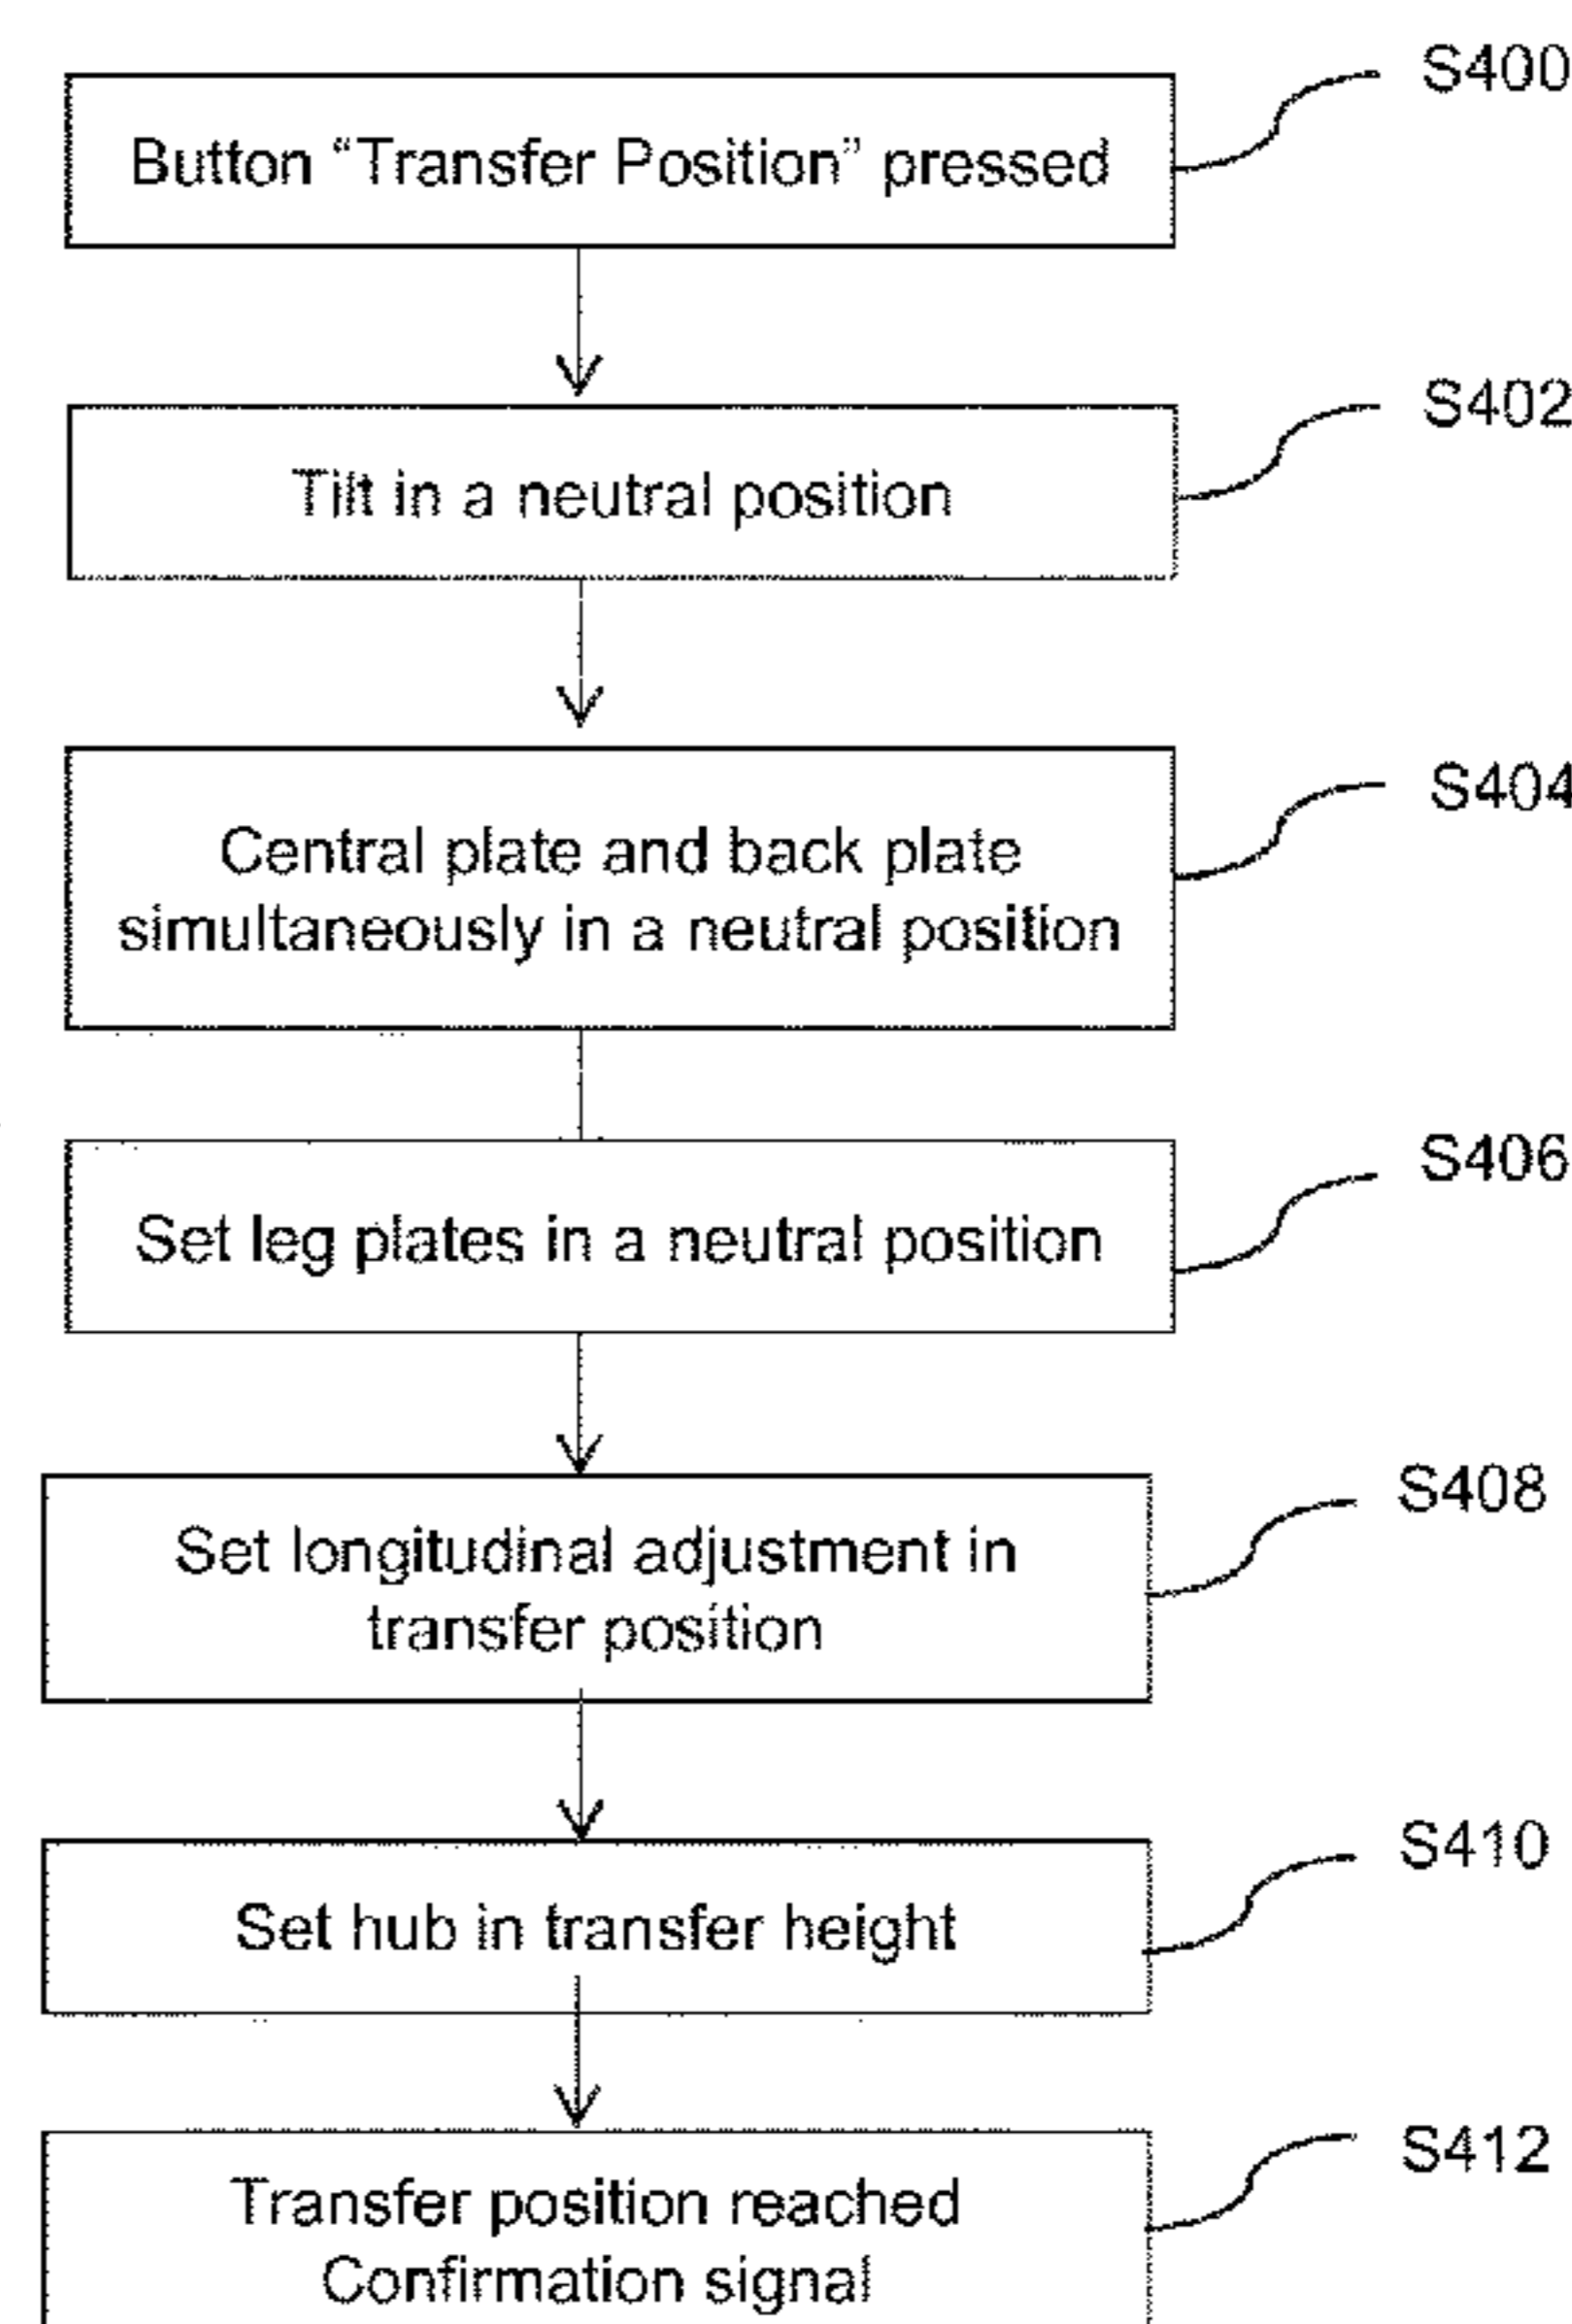 S400
Button “Transfer Position” pressed
S402
Tilt in a neutral position
S404
Central plate and back plate
simultaneously in a neutral position
S406
Set leg plates in a neutral position
S408
Set longitudinal adjustment in
transfer position
S410
Set hub in transfer height
S412
Transfer position reached
Confirmation signal